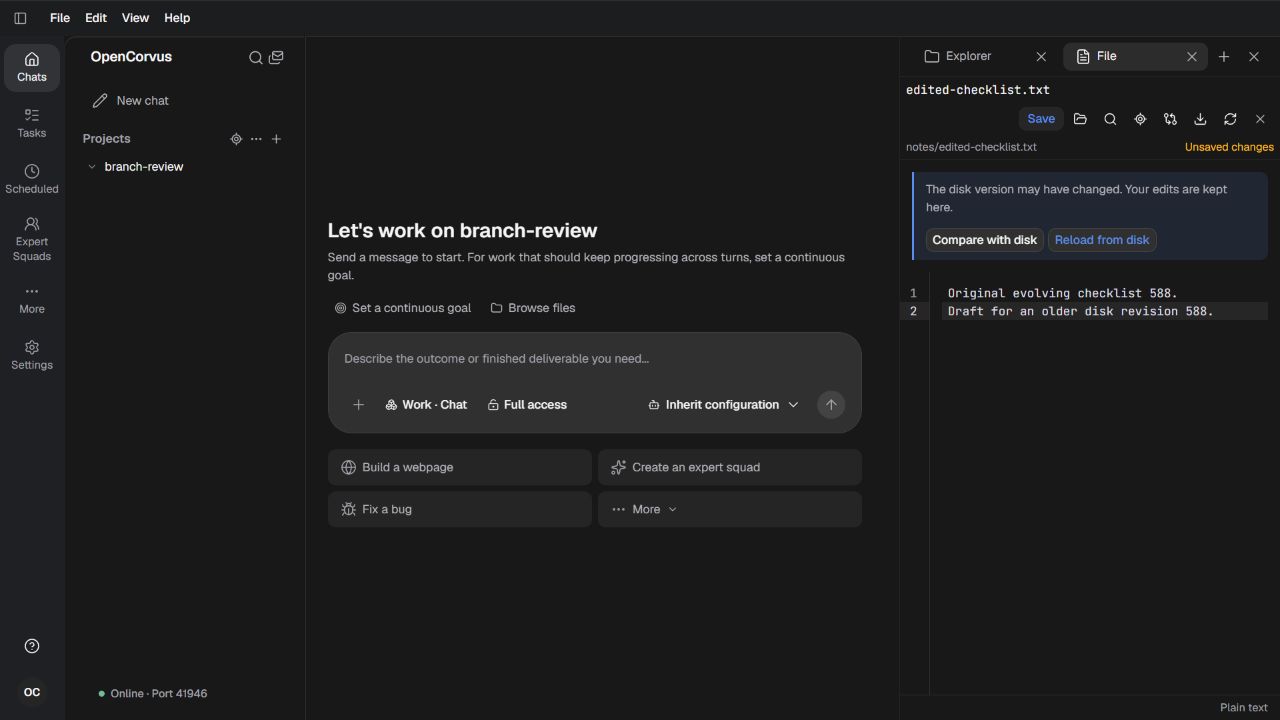 File Edit View Help
Chats
Tasks
Scheduled
Expert
Squads
More
Settings
OC
OpenCorvus
New chat
Projects
branch-review
Online · Port 41946
Let's work on branch-review
Send a message to start. For work that should keep progressing across turns, set a continuous
goal.
Set a continuous goal Browse files
Describe the outcome or finished deliverable you need...
Work · Chat Full access Inherit configuration
Build a webpage Create an expert squad
Fix a bug More
Explorer File
edited-checklist.txt
Save
notes/edited-checklist.txt Unsaved changes
The disk version may have changed. Your edits are kept
here.
Compare with disk Reload from disk
1 Original evolving checklist 588.
2 Draft for an older disk revision 588.
Plain text